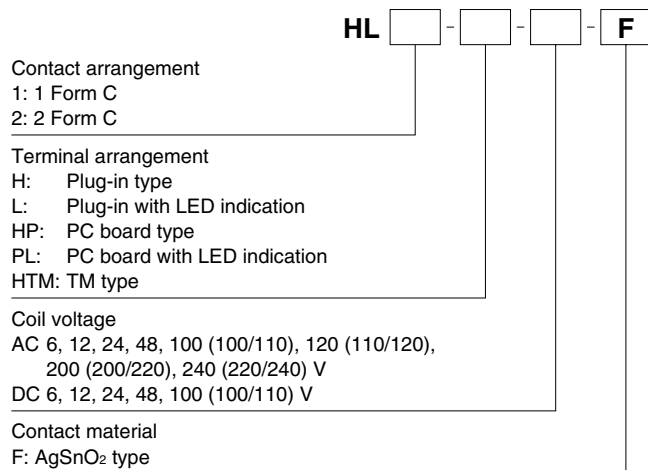 HL - - - F
Contact arrangement
1: 1 Form C
2: 2 Form C
Terminal arrangement
H: Plug-in type
L: Plug-in with LED indication
HP: PC board type
PL: PC board with LED indication
HTM: TM type
Coil voltage
AC 6, 12, 24, 48, 100 (100/110), 120 (110/120),
200 (200/220), 240 (220/240) V
DC 6, 12, 24, 48, 100 (100/110) V
Contact material
F: AgSnO₂ type